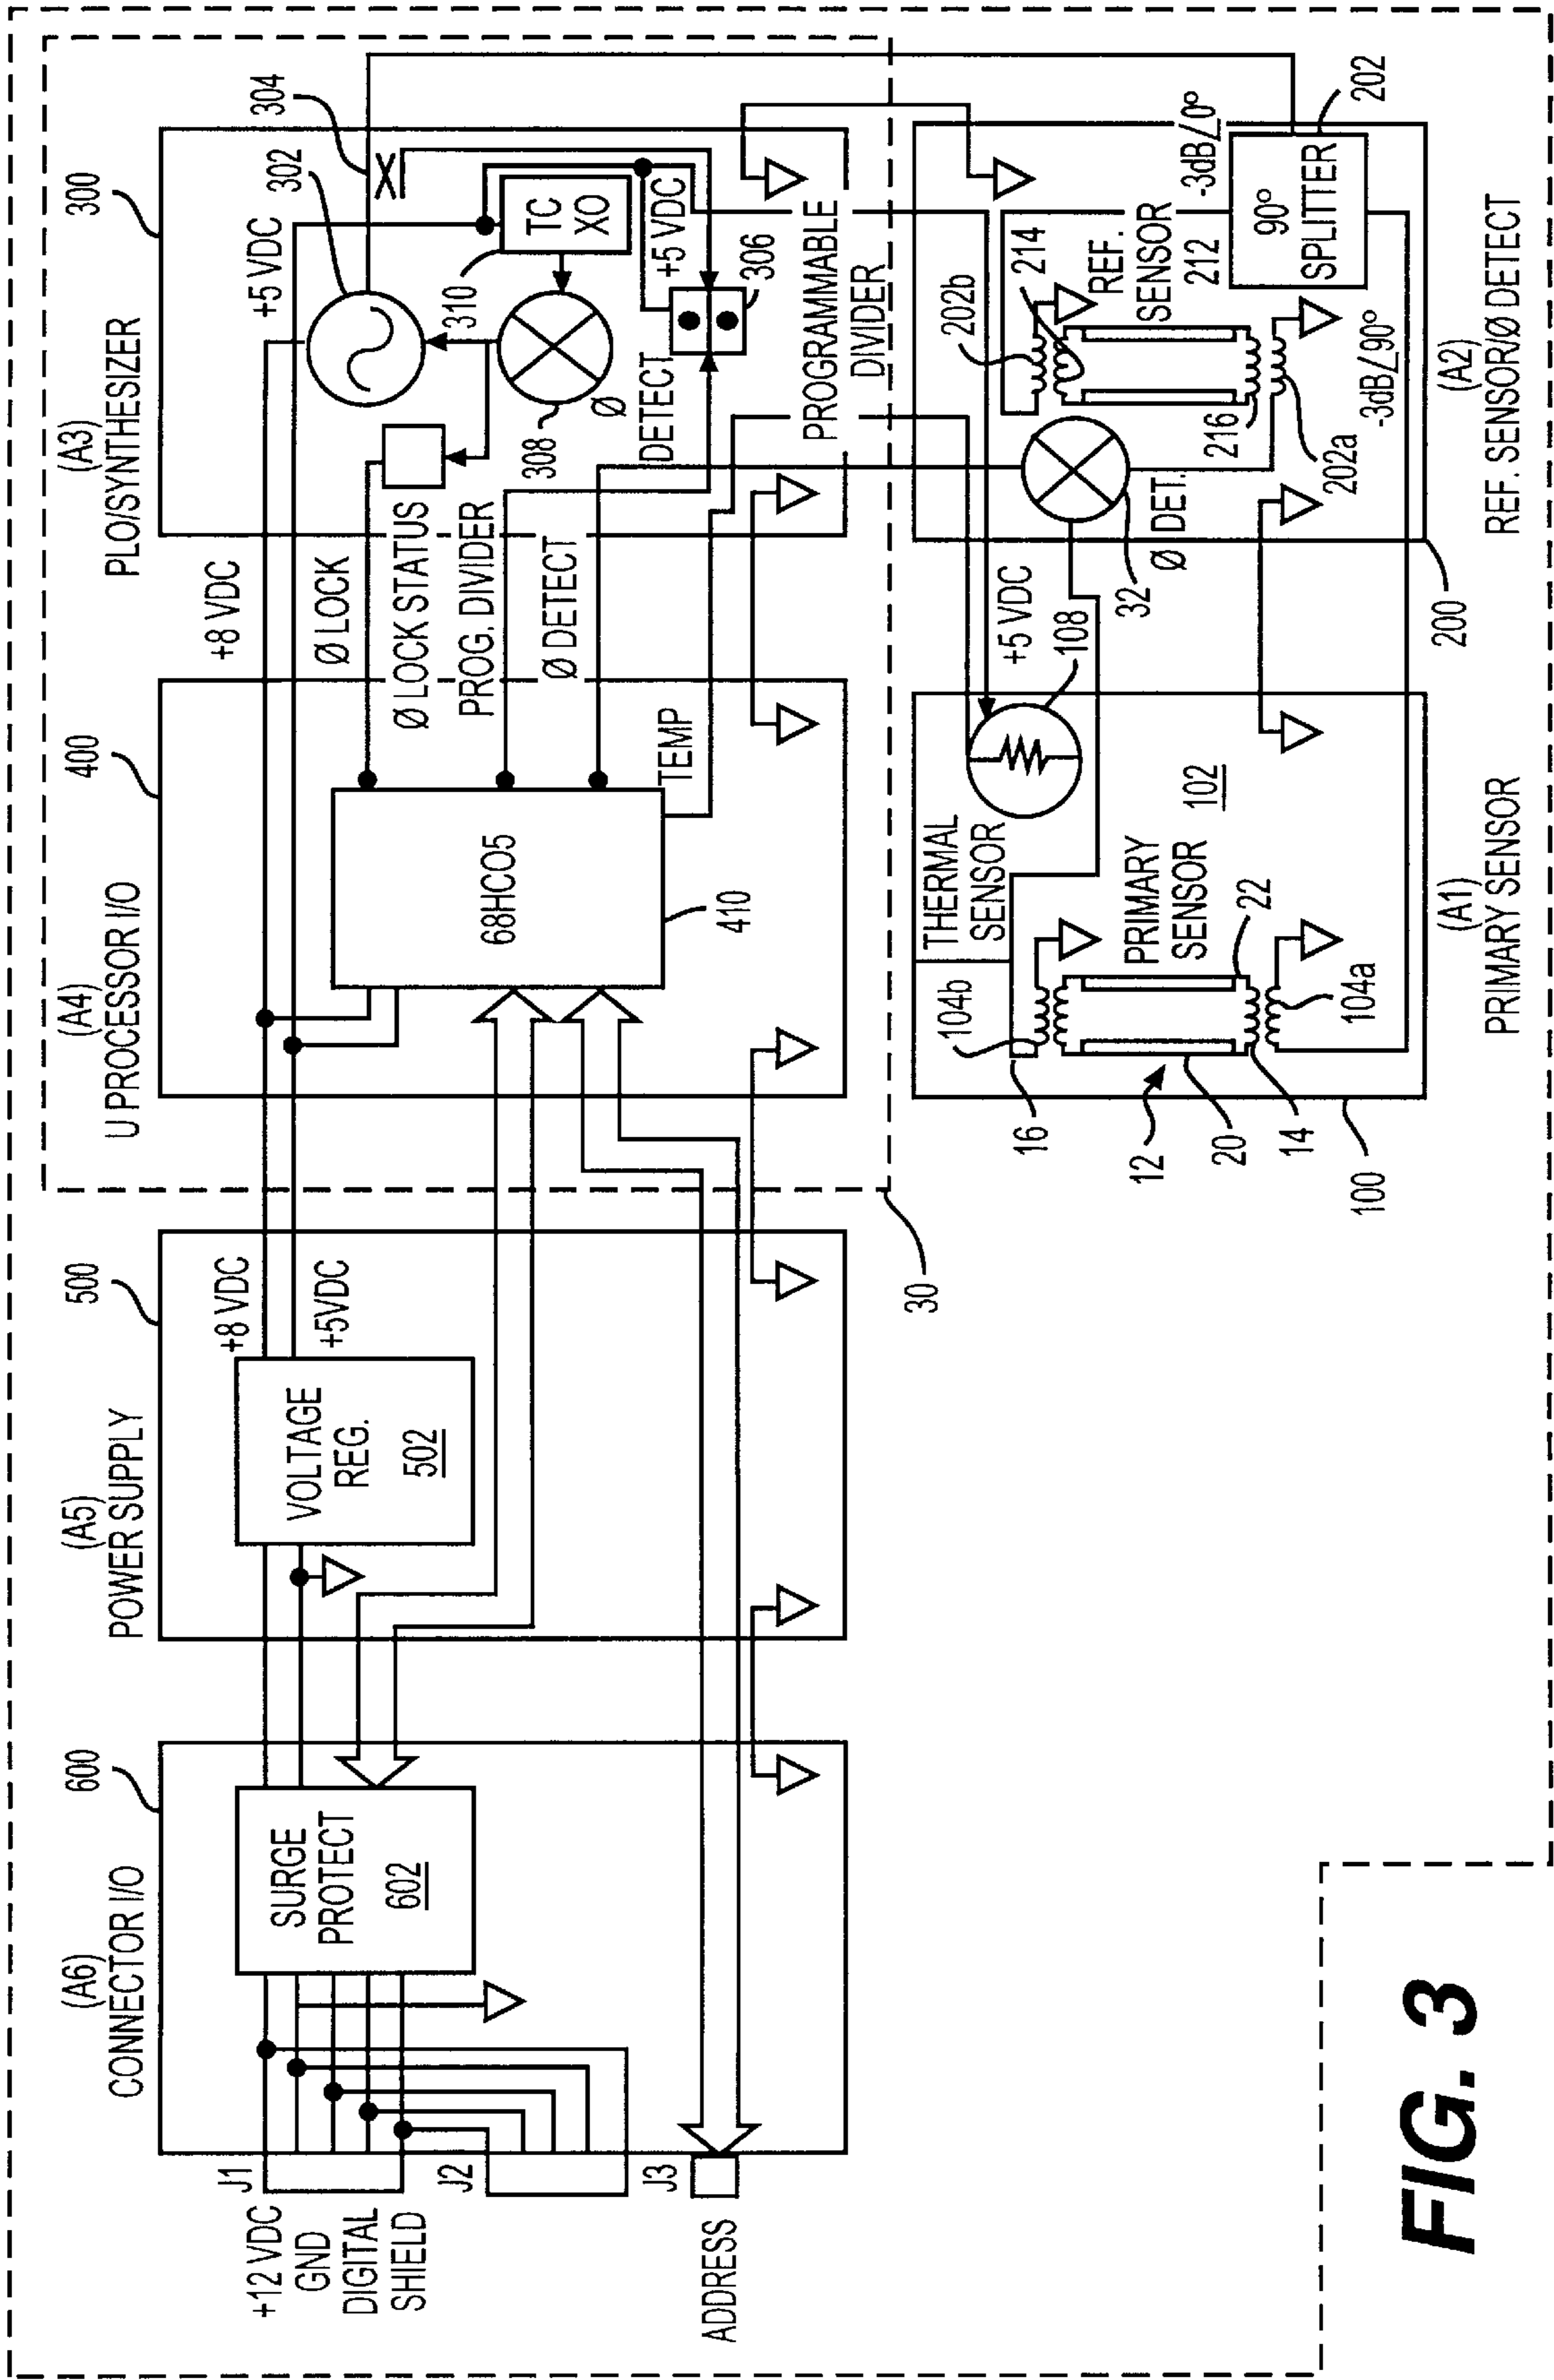 (A6)
CONNECTOR I/O
600
SURGE
PROTECT
602
J1
+12 VDC
GND
DIGITAL
SHIELD
J2
J3
ADDRESS
(A5)
POWER SUPPLY
500
+8 VDC
+5VDC
VOLTAGE
REG.
502
30
(A4)
U PROCESSOR I/O
400
68HCO5
410
TEMP
+8 VDC
Ø LOCK
Ø LOCK STATUS
PROG. DIVIDER
Ø DETECT
(A3)
PLO/SYNTHESIZER
300
+5 VDC
302
304
310
TC
XO
308
Ø
DETECT
+5 VDC
306
PROGRAMMABLE
DIVIDER
THERMAL
SENSOR
+5 VDC
108
104b
16
PRIMARY
SENSOR
102
22
12
20
14
104a
100
(A1)
PRIMARY SENSOR
202b
214
REF.
SENSOR
212
-3dB/0°
202
90°
SPLITTER
32
Ø DET.
216
202a
-3dB/90°
200
(A2)
REF. SENSOR/Ø DETECT
FIG. 3